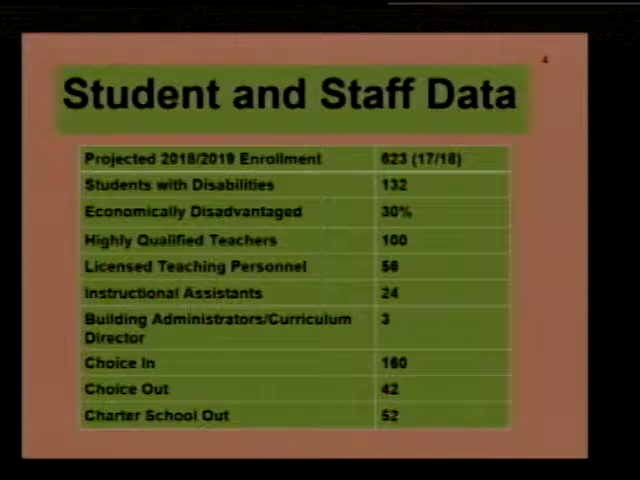 4
Student and Staff Data
Projected 2018/2019 Enrollment 623 (17/18)
Students with Disabilities 132
Economically Disadvantaged 30%
Highly Qualified Teachers 100
Licensed Teaching Personnel 56
Instructional Assistants 24
Building Administrators/Curriculum 3
Director
Choice In 160
Choice Out 42
Charter School Out 52